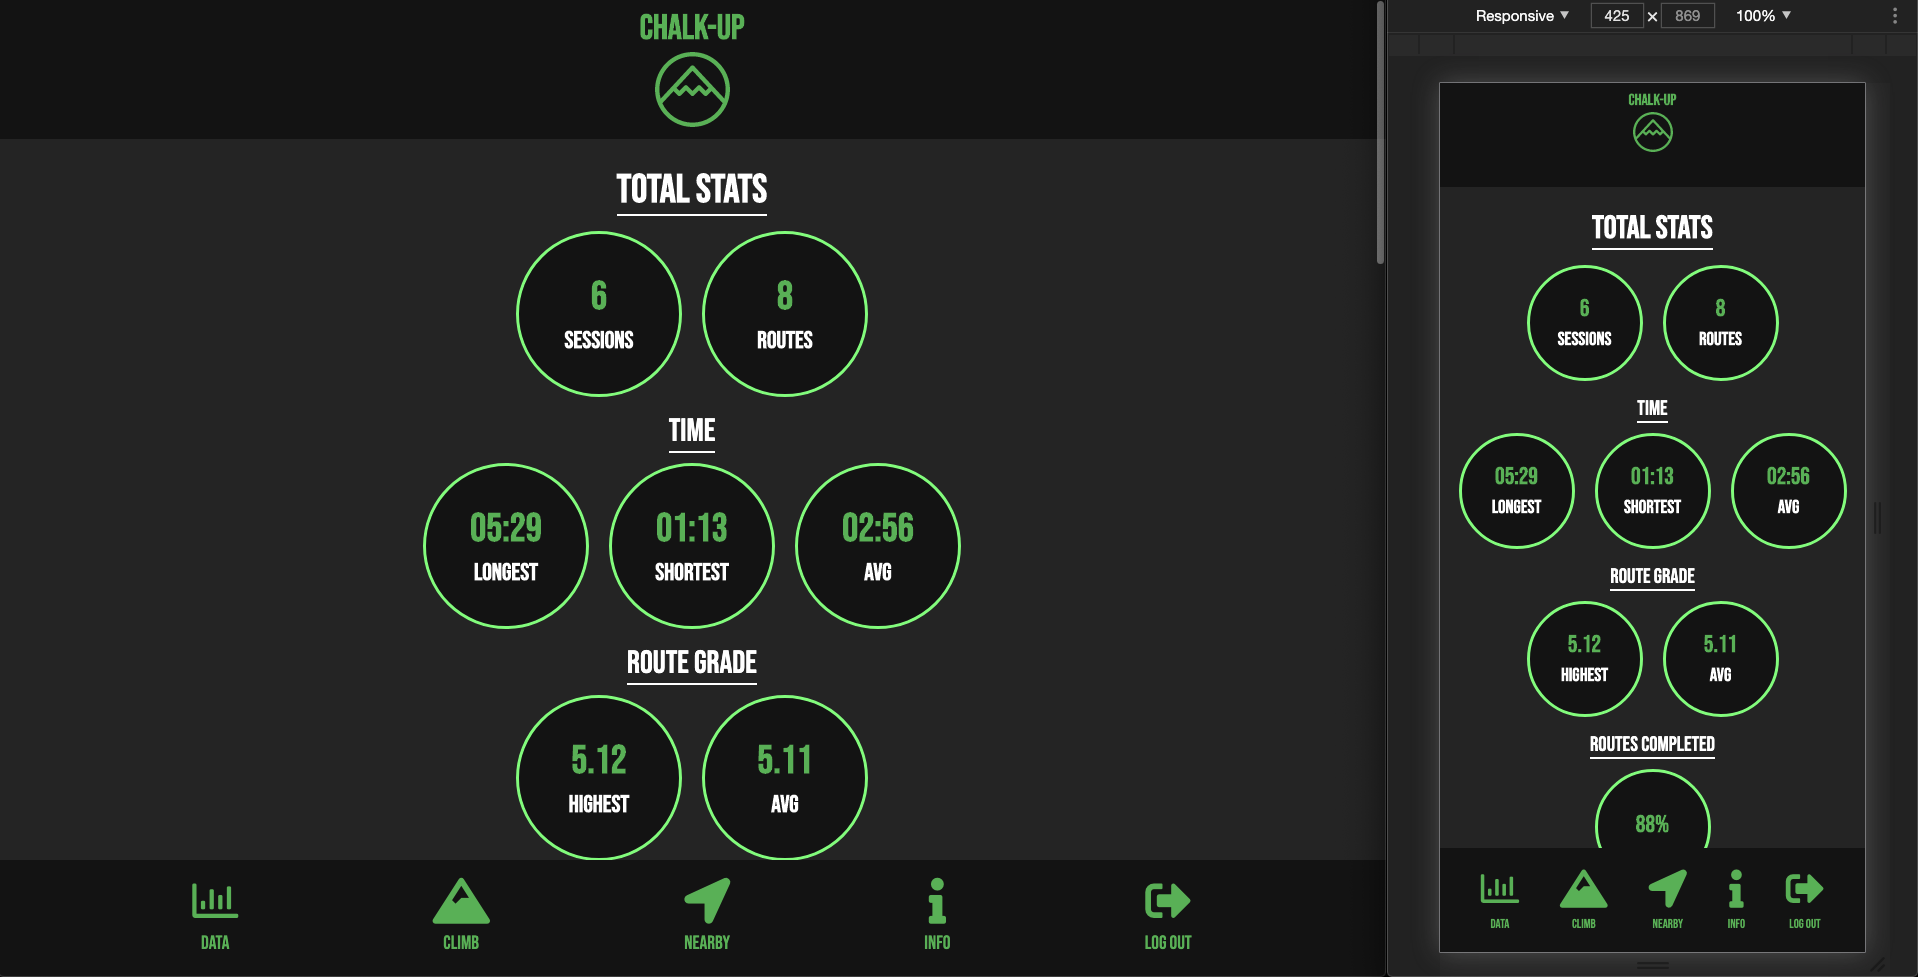 CHALK-UP
TOTAL STATS
6
SESSIONS
8
ROUTES
TIME
05:29
LONGEST
01:13
SHORTEST
02:56
AVG
ROUTE GRADE
5.12
HIGHEST
5.11
AVG
DATA
CLIMB
NEARBY
INFO
LOG OUT
Responsive ▼ 425 × 869 100% ▼
CHALK-UP
TOTAL STATS
6
SESSIONS
8
ROUTES
TIME
05:29
LONGEST
01:13
SHORTEST
02:56
AVG
ROUTE GRADE
5.12
HIGHEST
5.11
AVG
ROUTES COMPLETED
88%
DATA
CLIMB
NEARBY
INFO
LOG OUT